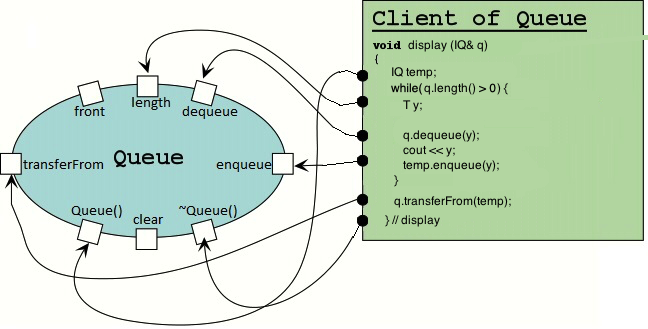 Client of Queue
void display (IQ& q)
{
IQ temp;
while( q.length() > 0) {
T y;
q.dequeue(y);
cout << y;
temp.enqueue(y);
}
q.transferFrom(temp);
} // display
front
length
dequeue
transferFrom
Queue
enqueue
Queue()
clear
~Queue()